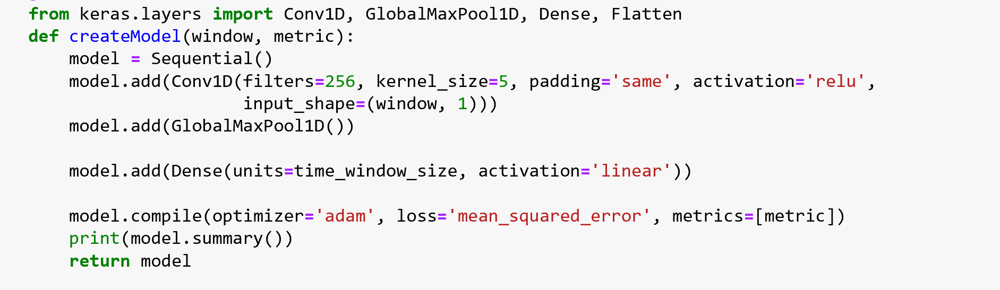 from keras.layers import Conv1D, GlobalMaxPool1D, Dense, Flatten
def createModel(window, metric):
    model = Sequential()
    model.add(Conv1D(filters=256, kernel_size=5, padding='same', activation='relu',
                     input_shape=(window, 1)))
    model.add(GlobalMaxPool1D())
    model.add(Dense(units=time_window_size, activation='linear'))
    model.compile(optimizer='adam', loss='mean_squared_error', metrics=[metric])
    print(model.summary())
    return model